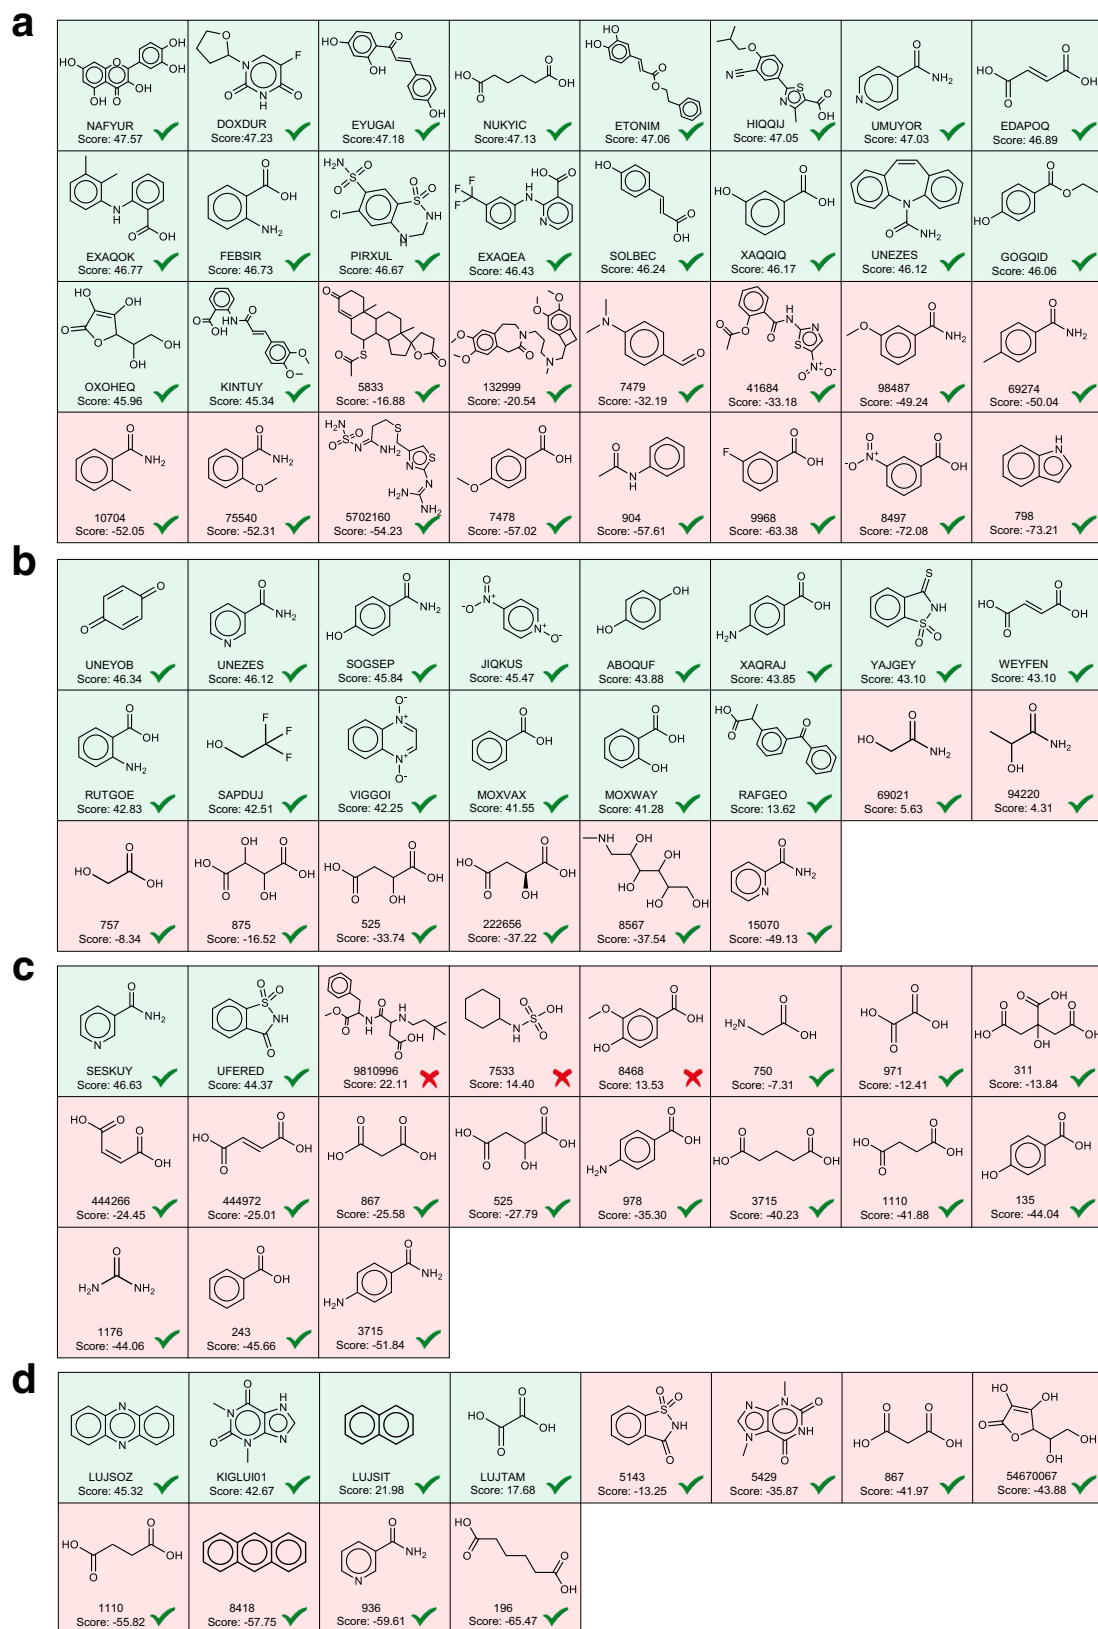 a
NAFYUR
Score: 47.57
DOXDUR
Score:47.23
EYUGAI
Score:47.18
NUKYIC
Score:47.13
ETONIM
Score: 47.06
HIQQIJ
Score: 47.05
UMUYOR
Score: 47.03
EDAPOQ
Score: 46.89
EXAQOK
Score: 46.77
FEBSIR
Score: 46.73
PIRXUL
Score: 46.67
EXAQEA
Score: 46.43
SOLBEC
Score: 46.24
XAQQIQ
Score: 46.17
UNEZES
Score: 46.12
GOGQID
Score: 46.06
OXOHEQ
Score: 45.96
KINTUY
Score: 45.34
5833
Score: -16.88
132999
Score: -20.54
7479
Score: -32.19
41684
Score: -33.18
98487
Score: -49.24
69274
Score: -50.04
10704
Score: -52.05
75540
Score: -52.31
5702160
Score: -54.23
7478
Score: -57.02
904
Score: -57.61
9968
Score: -63.38
8497
Score: -72.08
798
Score: -73.21
b
UNEYOB
Score: 46.34
UNEZES
Score: 46.12
SOGSEP
Score: 45.84
JIQKUS
Score: 45.47
ABOQUF
Score: 43.88
XAQRAJ
Score: 43.85
YAJGEY
Score: 43.10
WEYFEN
Score: 43.10
RUTGOE
Score: 42.83
SAPDUJ
Score: 42.51
VIGGOI
Score: 42.25
MOXVAX
Score: 41.55
MOXWAY
Score: 41.28
RAFGEO
Score: 13.62
69021
Score: 5.63
94220
Score: 4.31
757
Score: -8.34
875
Score: -16.52
525
Score: -33.74
222656
Score: -37.22
8567
Score: -37.54
15070
Score: -49.13
c
SESKUY
Score: 46.63
UFERED
Score: 44.37
9810996
Score: 22.11
7533
Score: 14.40
8468
Score: 13.53
750
Score: -7.31
971
Score: -12.41
311
Score: -13.84
444266
Score: -24.45
444972
Score: -25.01
867
Score: -25.58
525
Score: -27.79
978
Score: -35.30
3715
Score: -40.23
1110
Score: -41.88
135
Score: -44.04
1176
Score: -44.06
243
Score: -45.66
3715
Score: -51.84
d
LUJSOZ
Score: 45.32
KIGLUI01
Score: 42.67
LUJSIT
Score: 21.98
LUJTAM
Score: 17.68
5143
Score: -13.25
5429
Score: -35.87
867
Score: -41.97
54670067
Score: -43.88
1110
Score: -55.82
8418
Score: -57.75
936
Score: -59.61
196
Score: -65.47